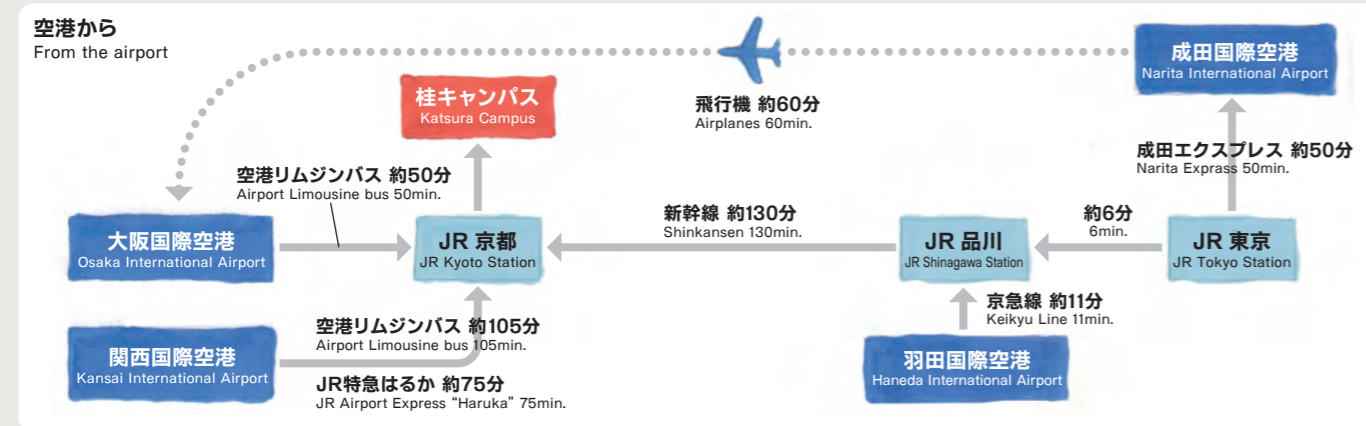 空港から
From the airport
成田国際空港
Narita International Airport
飛行機 約60分
Airplanes 60min.
桂キャンパス
Katsura Campus
成田エクスプレス 約50分
Narita Exprass 50min.
空港リムジンバス 約50分
Airport Limousine bus 50min.
大阪国際空港
Osaka International Airport
JR 京都
JR Kyoto Station
新幹線 約130分
Shinkansen 130min.
JR 品川
JR Shinagawa Station
約6分
6min.
JR 東京
JR Tokyo Station
京急線 約11分
Keikyu Line 11min.
空港リムジンバス 約105分
Airport Limousine bus 105min.
関西国際空港
Kansai International Airport
羽田国際空港
Haneda International Airport
JR特急はるか 約75分
JR Airport Express “Haruka” 75min.